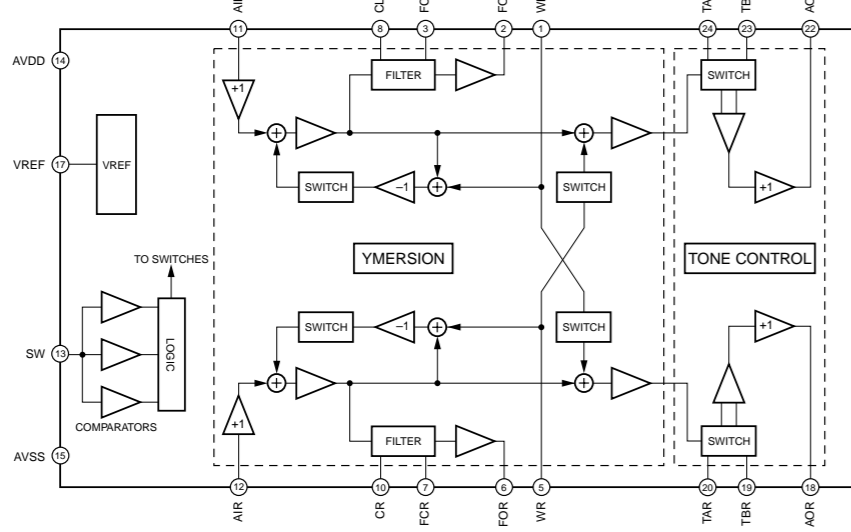 CL
11
8
3
2
1
24
23
22
AVDD
14
+1
FILTER
SWITCH
VREF
17
VREF
+
+
SWITCH
–1
+
SWITCH
+1
TO SWITCHES
YMERSION
TONE CONTROL
SW
13
LOGIC
SWITCH
–1
+
SWITCH
+1
+
+
COMPARATORS
+1
FILTER
SWITCH
AVSS
15
12
10
7
6
5
20
19
18
AIR
CR
FCR
FOR
WR
TAR
TBR
AOR